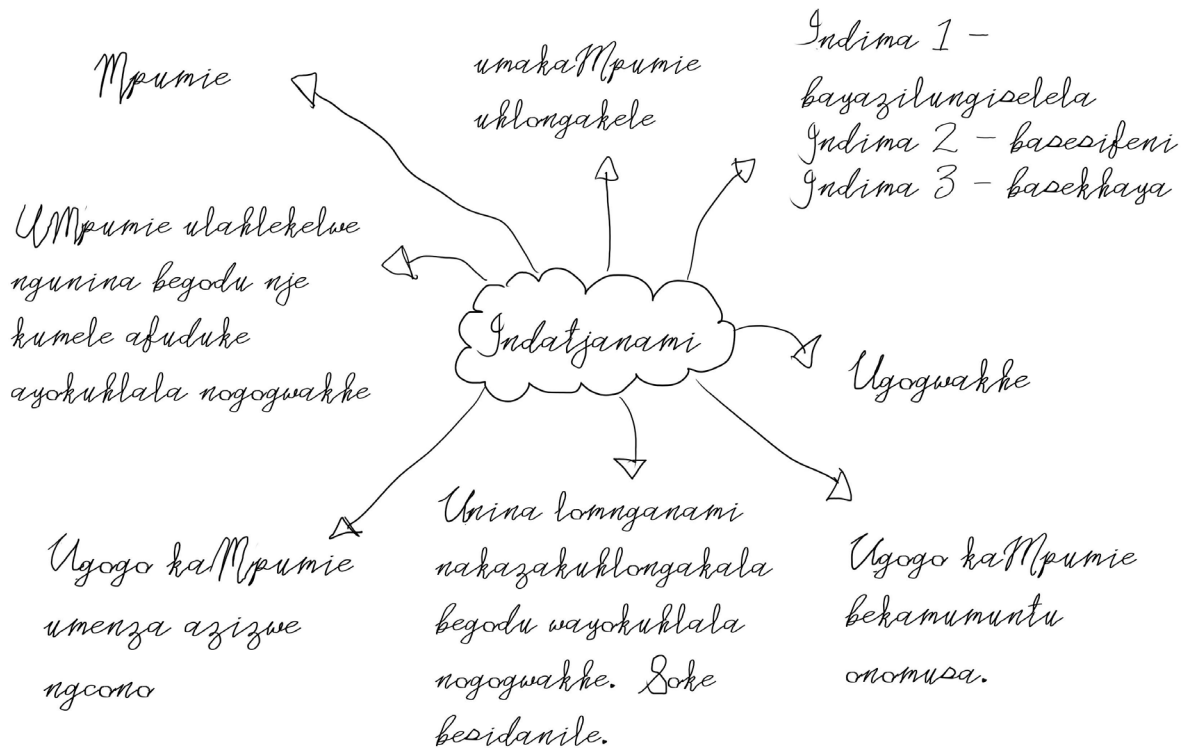 Mpumie
umakaMpumie
uhlongakele
Indima 1 –
bayazilungiselela
Indima 2 – basesifeni
Indima 3 – basekhaya
UMpumie ulahlekelwe
ngunina begodu nje
kumele afuduke
ayokuhlala nogogwakhe
Indatjanami
Ugogwakhe
Ugogo kaMpumie
umenza azizwe
ngcono
Unina lomnganami
nakazakuhlongakala
begodu wayokuhlala
nogogwakhe. Soke
besidanile.
Ugogo kaMpumie
bekamumuntu
onomusa.